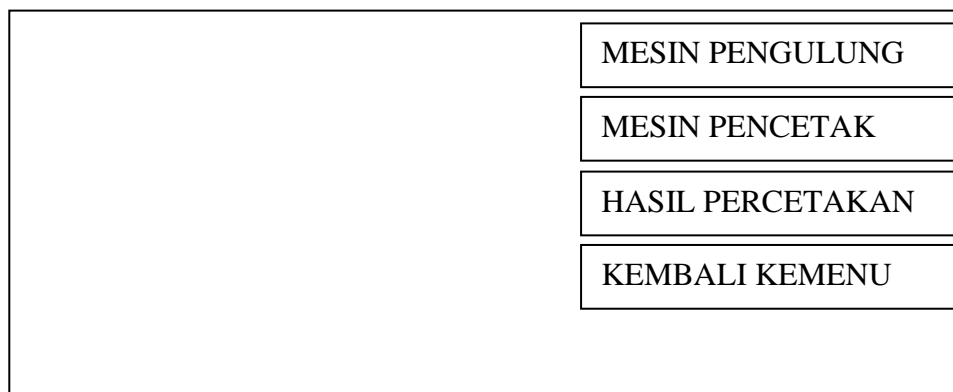 MESIN PENGULUNG
MESIN PENCETAK
HASIL PERCETAKAN
KEMBALI KEMENU